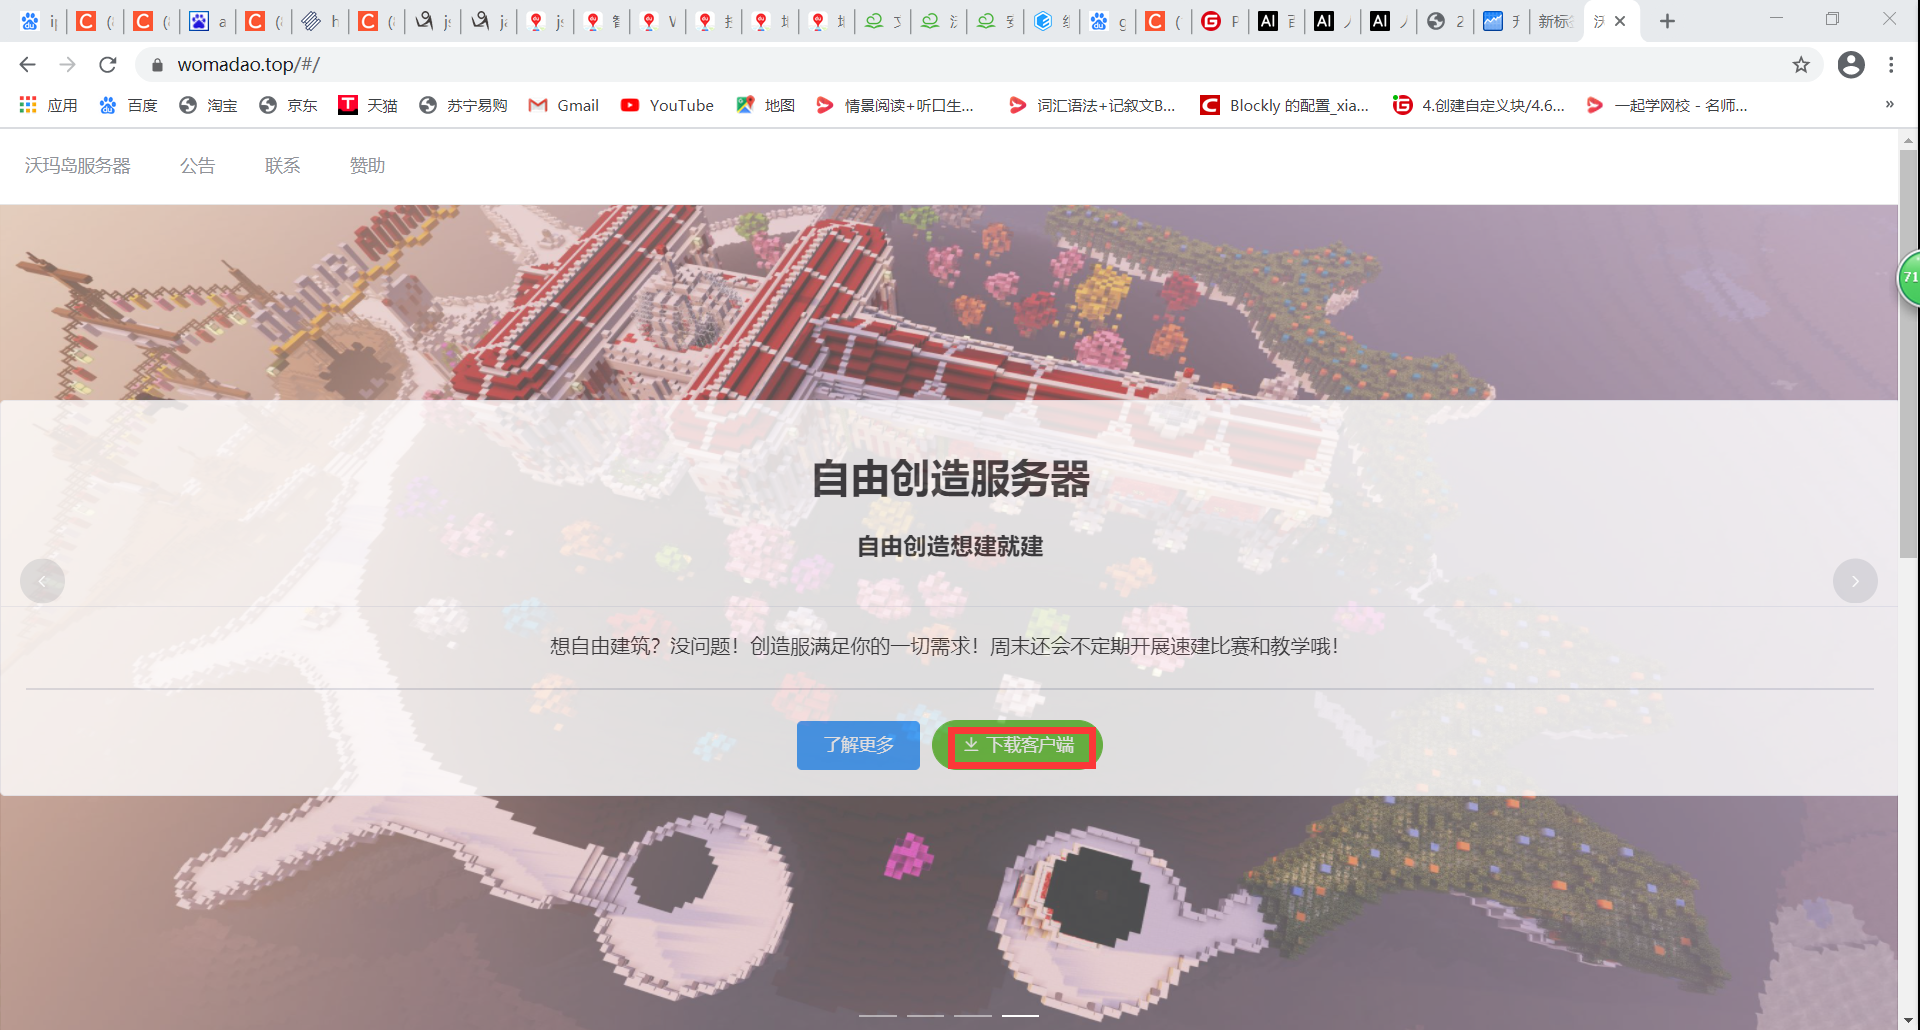 womadao.top/#/
应用 百度 淘宝 京东 天猫 苏宁易购 Gmail YouTube 地图 情景阅读+听口生... 词汇语法+记叙文B... Blockly 的配置_xia... 4.创建自定义块/4.6... 一起学网校 - 名师... »
沃玛岛服务器 公告 联系 赞助
71
自由创造服务器
自由创造想建就建
想自由建筑？没问题！创造服满足你的一切需求！周末还会不定期开展速建比赛和教学哦！
了解更多 下载客户端